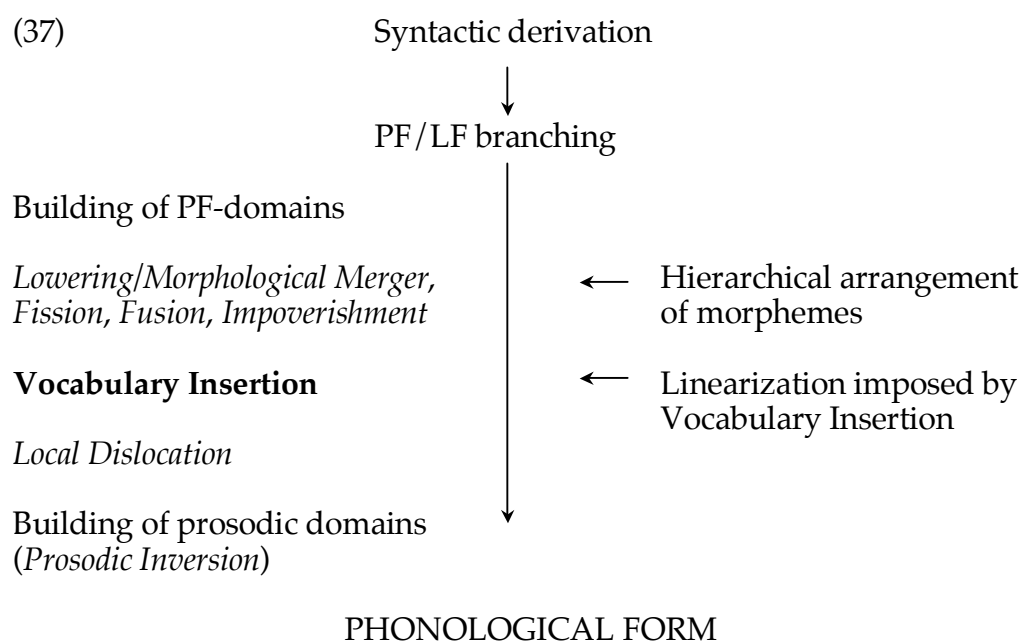 (37) Syntactic derivation
PF/LF branching
Building of PF-domains
Lowering/Morphological Merger,
Fission, Fusion, Impoverishment
Hierarchical arrangement
of morphemes
Vocabulary Insertion
Linearization imposed by
Vocabulary Insertion
Local Dislocation
Building of prosodic domains
(Prosodic Inversion)
PHONOLOGICAL FORM